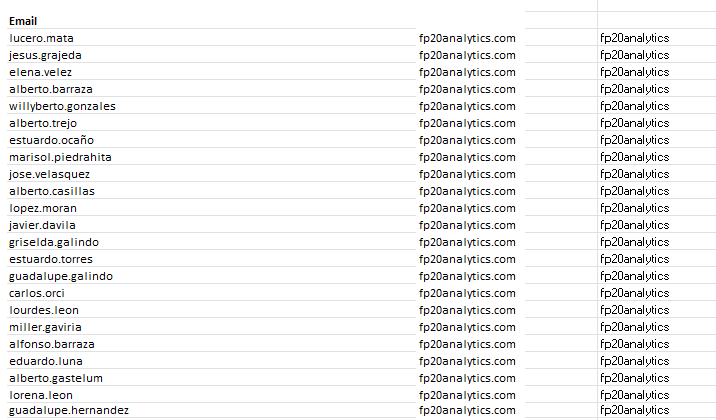 Email
lucero.mata fp20analytics.com fp20analytics
jesus.grajeda fp20analytics.com fp20analytics
elena.velez fp20analytics.com fp20analytics
alberto.barraza fp20analytics.com fp20analytics
willyberto.gonzales fp20analytics.com fp20analytics
alberto.trejo fp20analytics.com fp20analytics
estuardo.ocaño fp20analytics.com fp20analytics
marisol.piedrahita fp20analytics.com fp20analytics
jose.velasquez fp20analytics.com fp20analytics
alberto.casillas fp20analytics.com fp20analytics
lopez.moran fp20analytics.com fp20analytics
javier.davila fp20analytics.com fp20analytics
griselda.galindo fp20analytics.com fp20analytics
estuardo.torres fp20analytics.com fp20analytics
guadalupe.galindo fp20analytics.com fp20analytics
carlos.orci fp20analytics.com fp20analytics
lourdes.leon fp20analytics.com fp20analytics
miller.gaviria fp20analytics.com fp20analytics
alfonso.barraza fp20analytics.com fp20analytics
eduardo.luna fp20analytics.com fp20analytics
alberto.gastelum fp20analytics.com fp20analytics
lorena.leon fp20analytics.com fp20analytics
guadalupe.hernandez fp20analytics.com fp20analytics